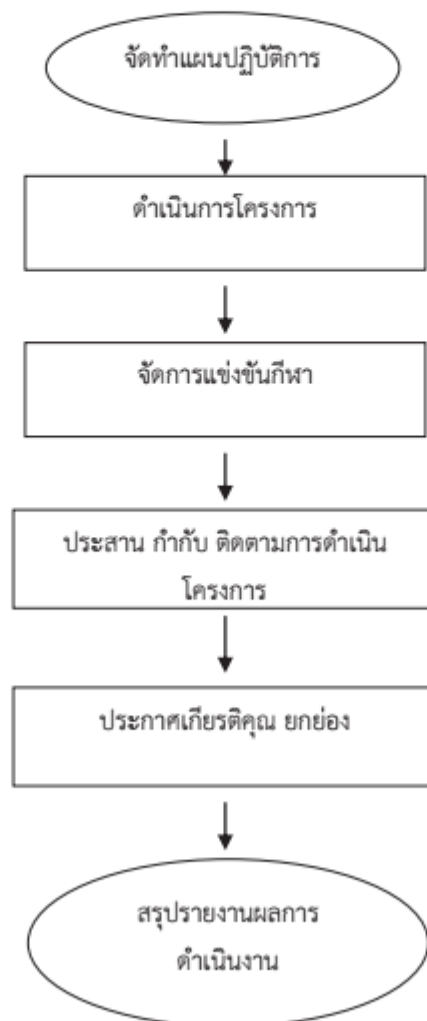 จัดทำแผนปฏิบัติการ
ดำเนินการโครงการ
จัดการแข่งขันกีฬา
ประสาน กำกับ ติดตามการดำเนิน
โครงการ
ประกาศเกียรติคุณ ยกย่อง
สรุปรายงานผลการ
ดำเนินงาน